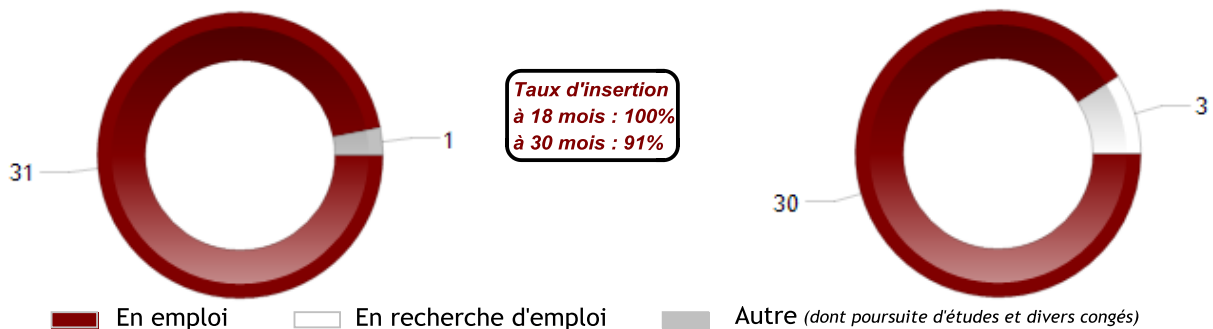 31
1
Taux d'insertion
à 18 mois : 100%
à 30 mois : 91%
30
3
En emploi
En recherche d'emploi
Autre (dont poursuite d'études et divers congés)